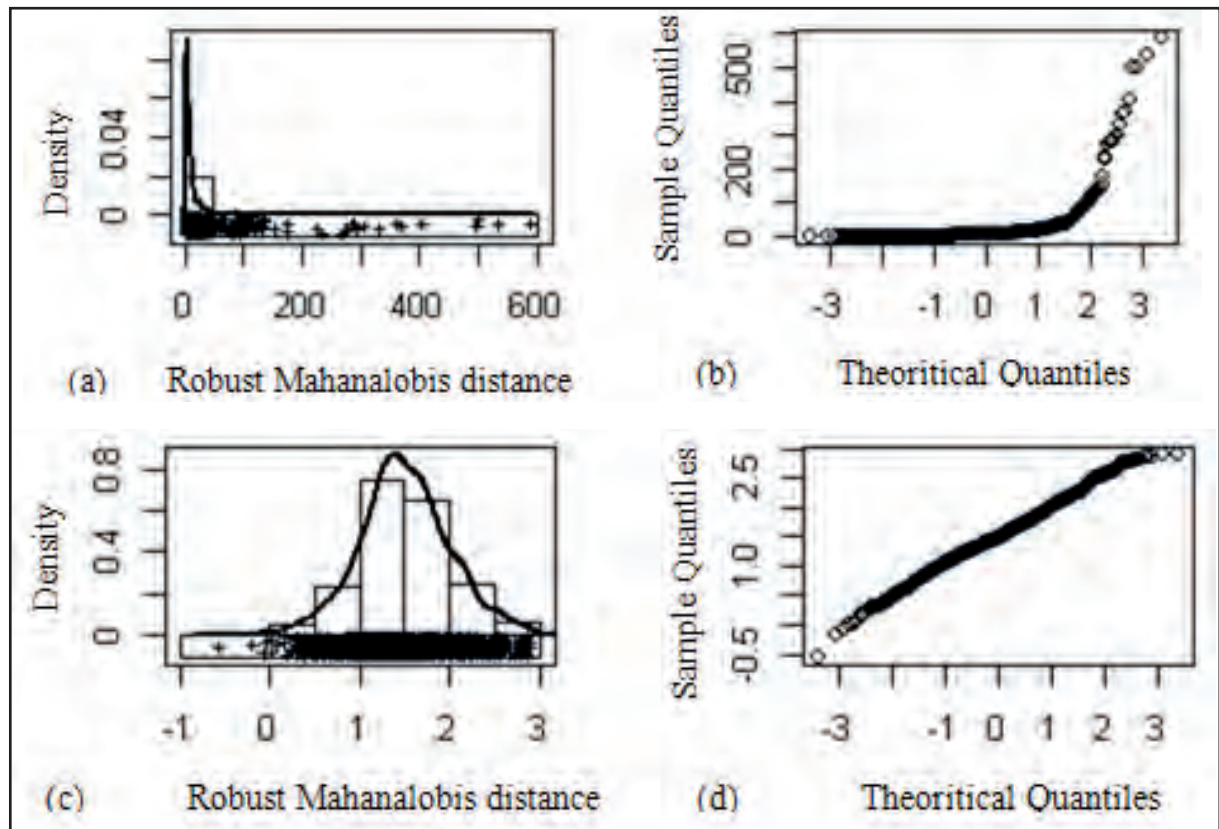 Density
0.04
0
0 200 400 600
(a) Robust Mahanalobis distance
Sample Quantiles
500
200
0
-3 -1 0 1 2 3
(b) Theoritical Quantiles
Density
0.8
0.4
0
-1 0 1 2 3
(c) Robust Mahanalobis distance
Sample Quantiles
2.5
1.0
-0.5
-3 -1 0 1 2 3
(d) Theoritical Quantiles